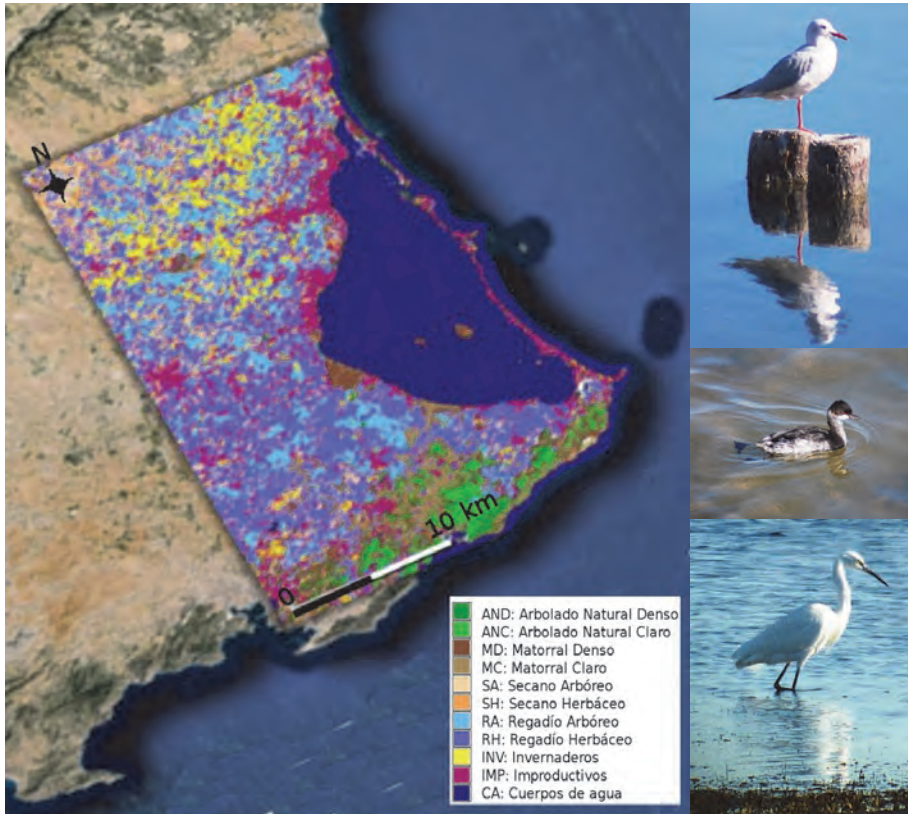 N
0
10 km
AND: Arbolado Natural Denso
ANC: Arbolado Natural Claro
MD: Matorral Denso
MC: Matorral Claro
SA: Secano Arbóreo
SH: Secano Herbáceo
RA: Regadío Arbóreo
RH: Regadío Herbáceo
INV: Invernaderos
IMP: Improductivos
CA: Cuerpos de agua